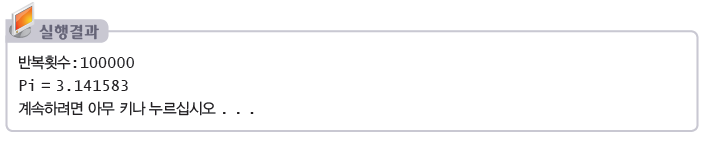 실행결과
반복횟수:100000
Pi = 3.141583
계속하려면 아무 키나 누르십시오 . . .